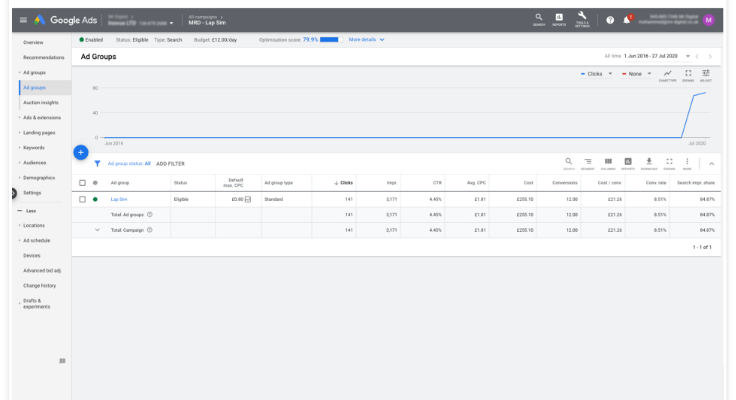 Google Ads
All campaigns >
MRD - Lap Sim
SEARCH
REPORTS
TOOLS & SETTINGS
M
Overview
Recommendations
Ad groups
Ad groups
Auction insights
Ads & extensions
Landing pages
Keywords
Audiences
Demographics
Settings
Less
Locations
Ad schedule
Devices
Advanced bid adj.
Change history
Drafts & experiments
Enabled Status: Eligible Type: Search Budget: £12.00/day Optimisation score: 79.9% More details
Ad Groups
All time 1 Jun 2016 - 27 Jul 2020
Clicks None
CHART TYPE EXPAND ADJUST
80
40
0
Jun 2016 Jul 2020
Ad group status: All ADD FILTER
SEARCH SEGMENT COLUMNS REPORTS DOWNLOAD EXPAND MORE
Ad group Status Default max. CPC Ad group type Clicks Impr. CTR Avg. CPC Cost Conversions Cost / conv. Conv. rate Search impr. share
Lap Sim Eligible £0.80 Standard 141 3,171 4.45% £1.81 £255.10 12.00 £21.26 8.51% 84.87%
Total: Ad groups 141 3,171 4.45% £1.81 £255.10 12.00 £21.26 8.51% 84.87%
Total: Campaign 141 3,171 4.45% £1.81 £255.10 12.00 £21.26 8.51% 84.87%
1 - 1 of 1